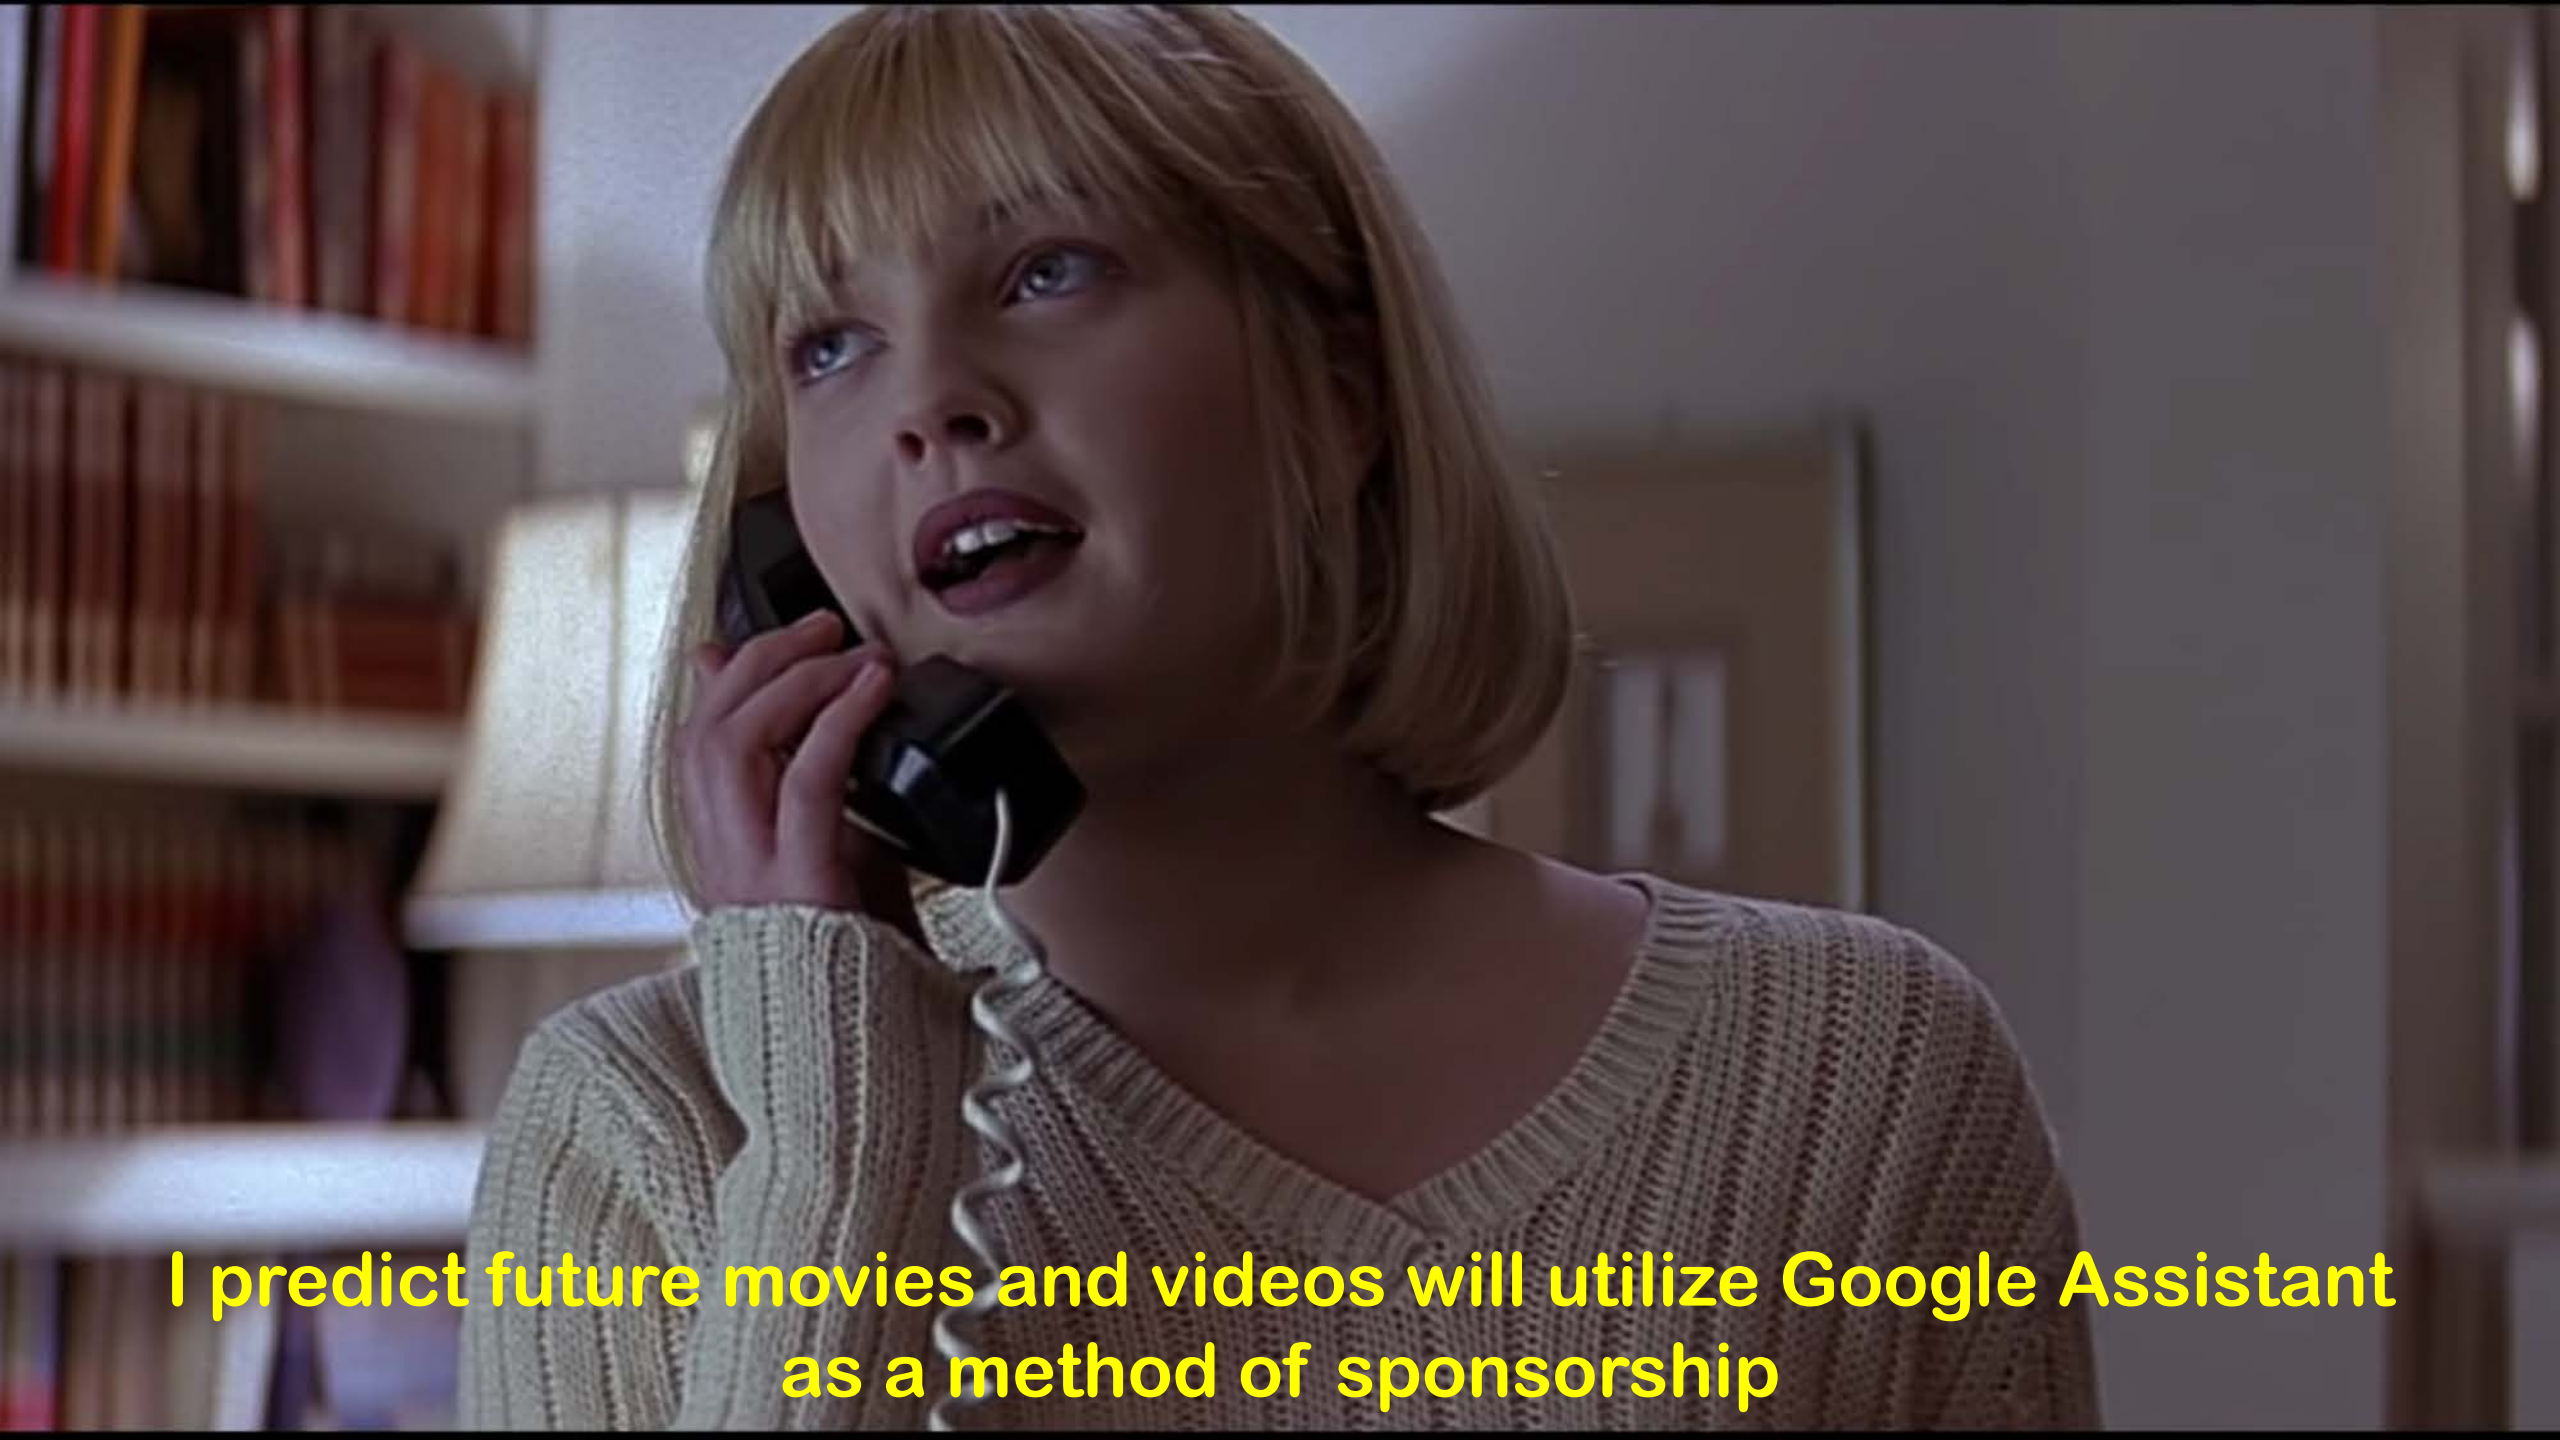 I predict future movies and videos will utilize Google Assistant
as a method of sponsorship